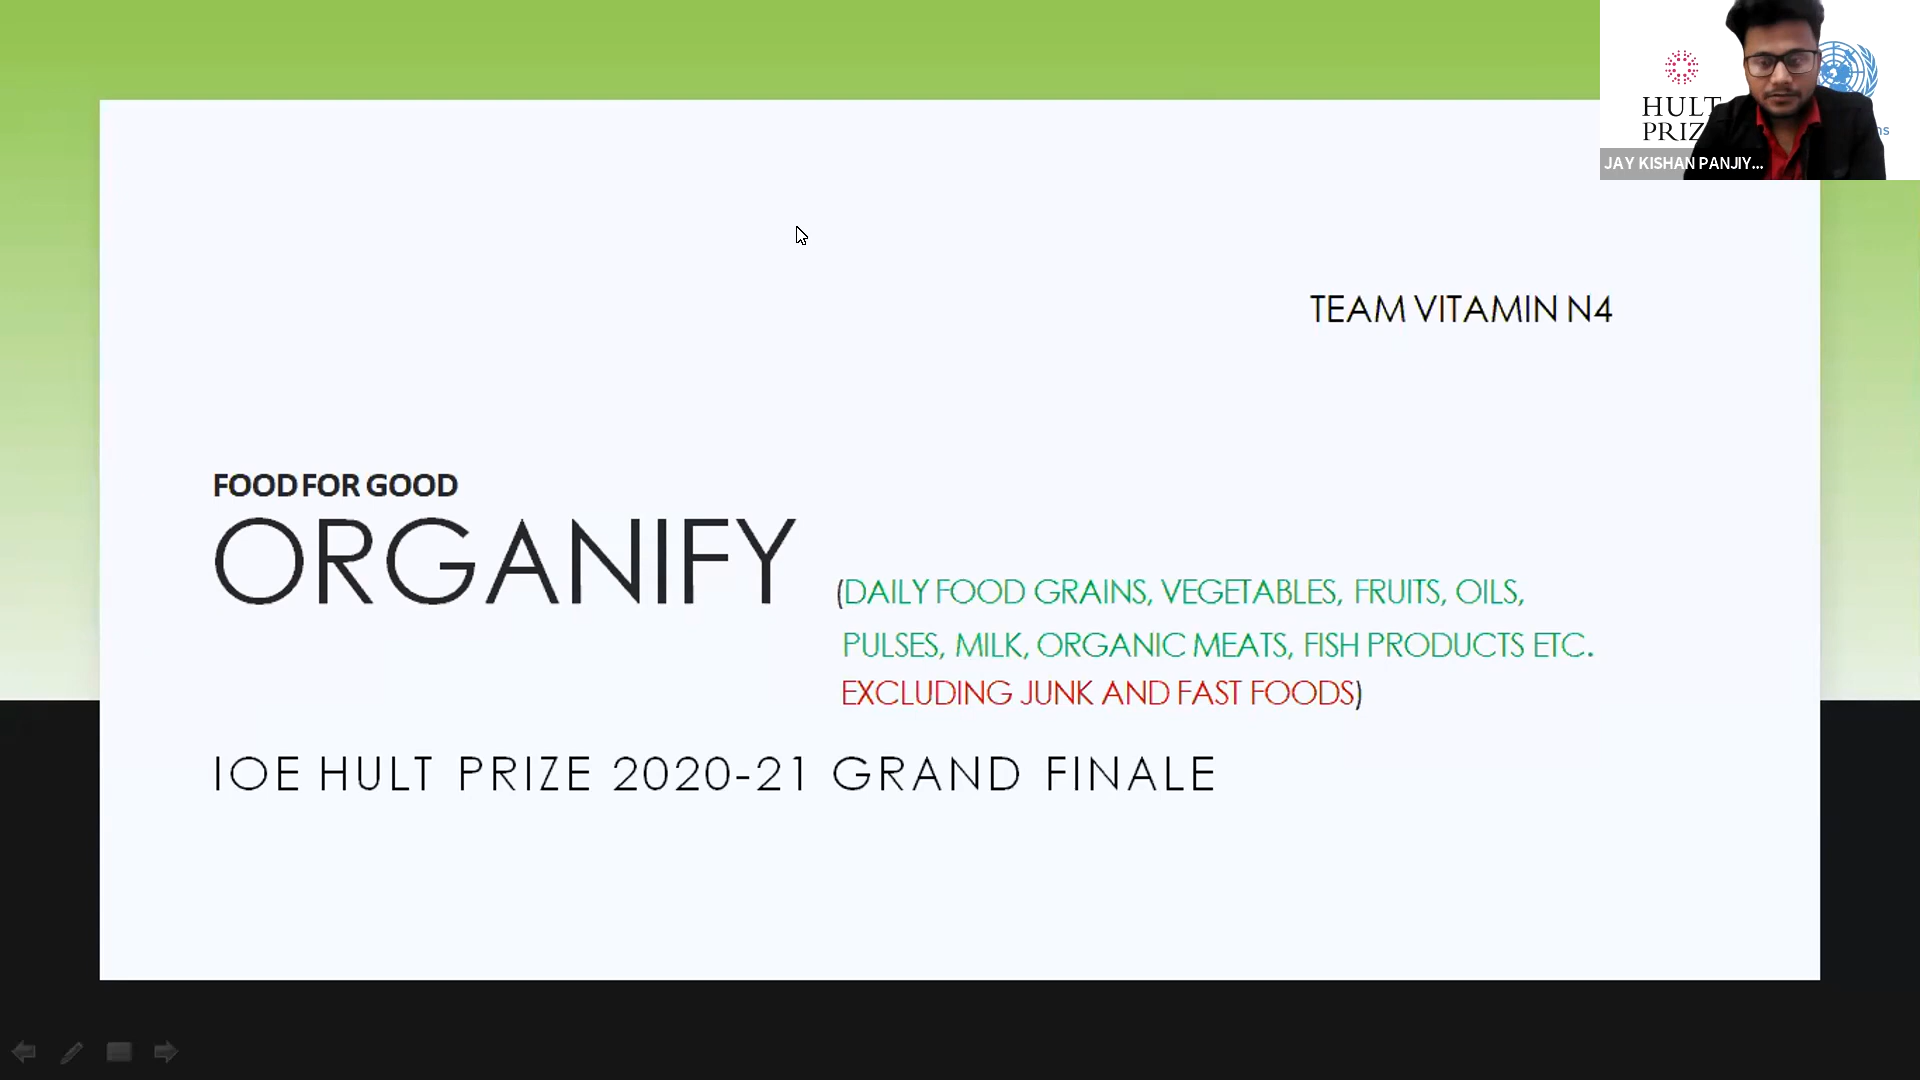 HULT
PRIZ
ns
JAY KISHAN PANJIY...
TEAM VITAMIN N4
FOOD FOR GOOD
ORGANIFY
(DAILY FOOD GRAINS, VEGETABLES, FRUITS, OILS,
PULSES, MILK, ORGANIC MEATS, FISH PRODUCTS ETC.
EXCLUDING JUNK AND FAST FOODS)
IOE HULT PRIZE 2020-21 GRAND FINALE